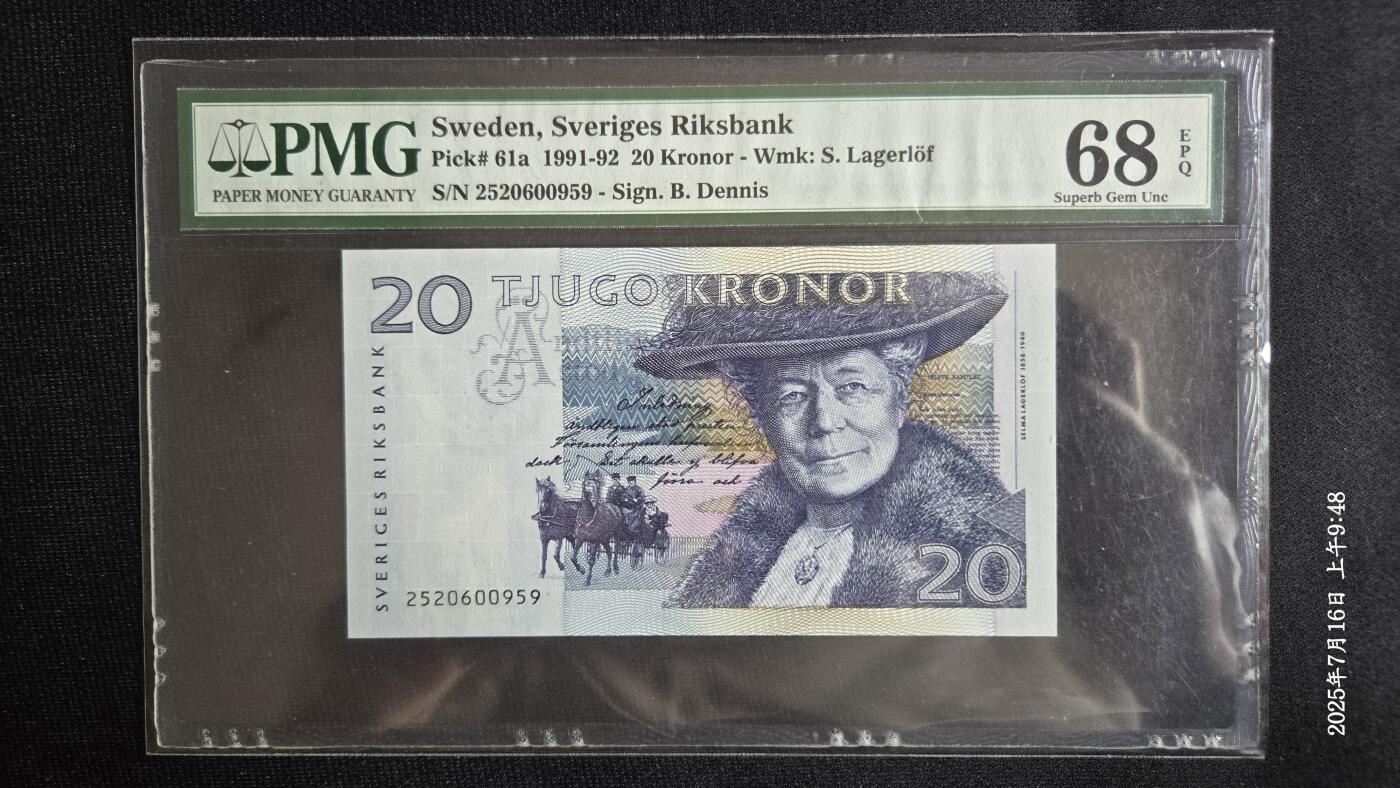 PMG
PAPER MONEY GUARANTY
Sweden, Sveriges Riksbank
Pick# 61a 1991-92 20 Kronor - Wmk: S. Lagerlöf
S/N 2520600959 - Sign. B. Dennis
68
EPQ
Superb Gem Unc
20 TJUGO KRONOR
SVERIGES RIKSBANK
A
dock
och
SELMA LAGERLÖF 1858-1940
20
2520600959
2025年7月16日 上午9:48